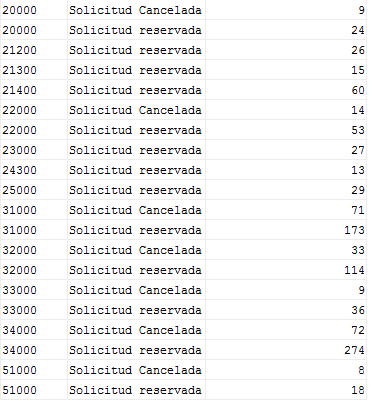 20000 Solicitud Cancelada 9
20000 Solicitud reservada 24
21200 Solicitud reservada 26
21300 Solicitud reservada 15
21400 Solicitud reservada 60
22000 Solicitud Cancelada 14
22000 Solicitud reservada 53
23000 Solicitud reservada 27
24300 Solicitud reservada 13
25000 Solicitud reservada 29
31000 Solicitud Cancelada 71
31000 Solicitud reservada 173
32000 Solicitud Cancelada 33
32000 Solicitud reservada 114
33000 Solicitud Cancelada 9
33000 Solicitud reservada 36
34000 Solicitud Cancelada 72
34000 Solicitud reservada 274
51000 Solicitud Cancelada 8
51000 Solicitud reservada 18